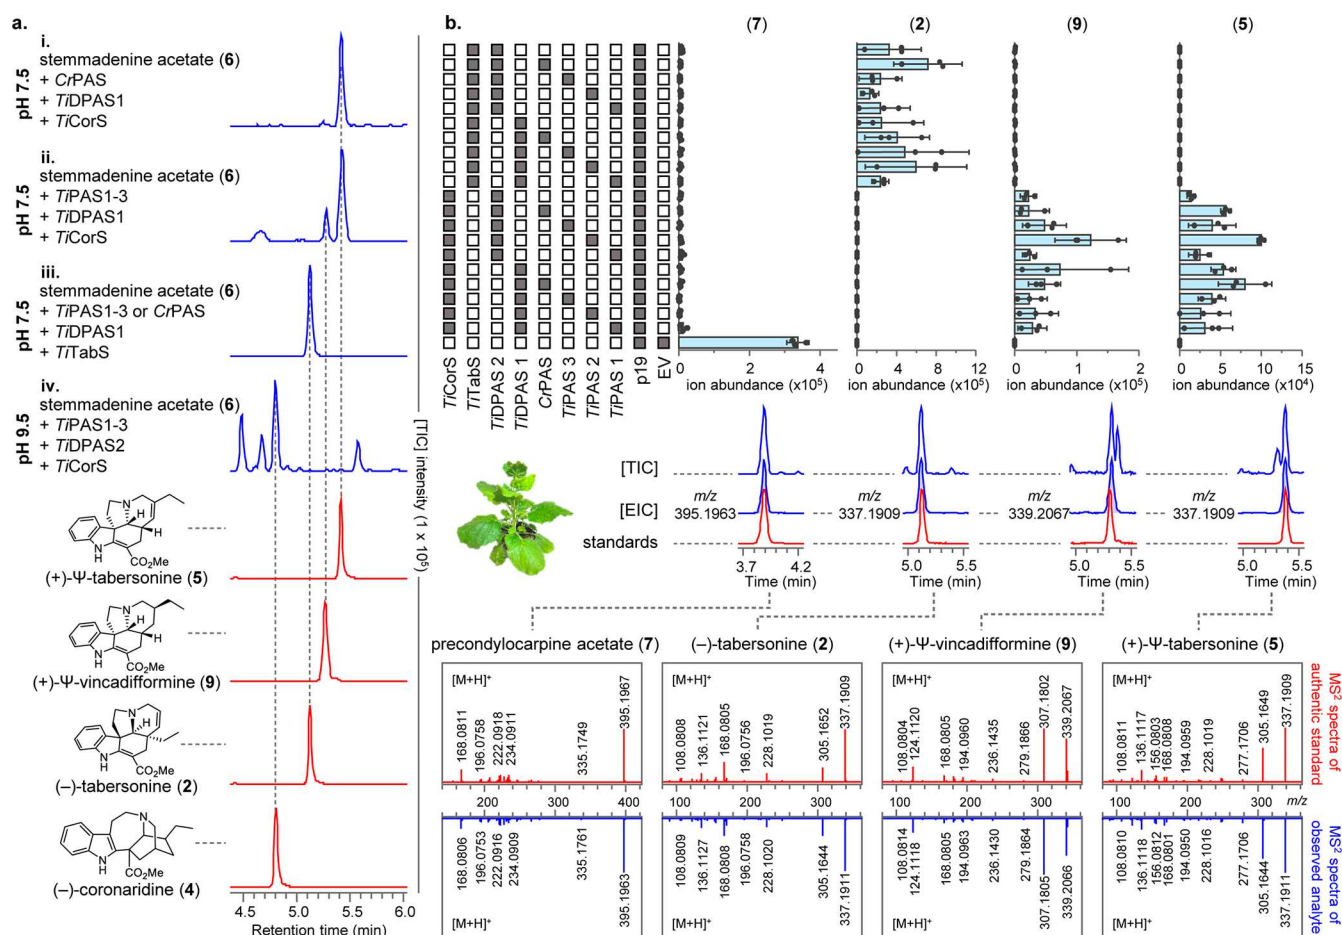 a.
i.
stemmadenine acetate (6)
+ CrPAS
+ TiDPAS1
+ TiCorS
pH 7.5
ii.
stemmadenine acetate (6)
+ TiPAS1-3
+ TiDPAS1
+ TiCorS
pH 7.5
iii.
stemmadenine acetate (6)
+ TiPAS1-3 or CrPAS
+ TiDPAS1
+ TiTabS
pH 7.5
iv.
stemmadenine acetate (6)
+ TiPAS1-3
+ TiDPAS2
+ TiCorS
pH 9.5
[TIC] intensity (1 × 10⁵)
N
H
H
N
H
CO₂Me
(+)-Ψ-tabersonine (5)
N
H
H
N
H
CO₂Me
(+)-Ψ-vincadifformine (9)
N
H
N
H
CO₂Me
(–)-tabersonine (2)
N
N
H
CO₂Me
(–)-coronaridine (4)
4.5 5.0 5.5 6.0
Retention time (min)
b.
(7) (2) (9) (5)
TiCorS
TiTabS
TiDPAS 2
TiDPAS 1
CrPAS
TiPAS 3
TiPAS 2
TiPAS 1
p19
EV
0 2 4
ion abundance (x10⁵)
0 2 4 6 8 10
ion abundance (x10⁵)
0 1 2
ion abundance (x10⁵)
0 5 10 15
ion abundance (x10⁴)
[TIC]
[EIC]
standards
m/z
395.1963
m/z
337.1909
m/z
339.2067
m/z
337.1909
3.7 4.2
Time (min)
5.0 5.5
Time (min)
5.0 5.5
Time (min)
5.0 5.5
Time (min)
precondylocarpine acetate (7)
[M+H]⁺
168.0811
196.0758
222.0918
234.0911
335.1749
395.1967
200 300 400
168.0806
196.0753
222.0916
234.0909
335.1761
395.1963
[M+H]⁺
(–)-tabersonine (2)
[M+H]⁺
108.0808
136.1121
168.0805
196.0756
228.1019
305.1652
337.1909
100 200 300
108.0809
136.1127
168.0808
196.0758
228.1020
305.1644
337.1911
[M+H]⁺
(+)-Ψ-vincadifformine (9)
[M+H]⁺
108.0804
124.1120
168.0805
194.0960
236.1435
279.1866
307.1802
339.2067
100 200 300
108.0814
124.1118
168.0805
194.0963
236.1430
279.1864
307.1805
339.2066
[M+H]⁺
(+)-Ψ-tabersonine (5)
[M+H]⁺
108.0811
136.1117
156.0803
168.0808
194.0959
228.1019
277.1706
305.1649
337.1909
100 200 300 m/z
108.0810
136.1118
156.0812
168.0801
194.0950
228.1016
277.1706
305.1644
337.1911
[M+H]⁺
MS² spectra of
authentic standard
MS² spectra of
observed analyte